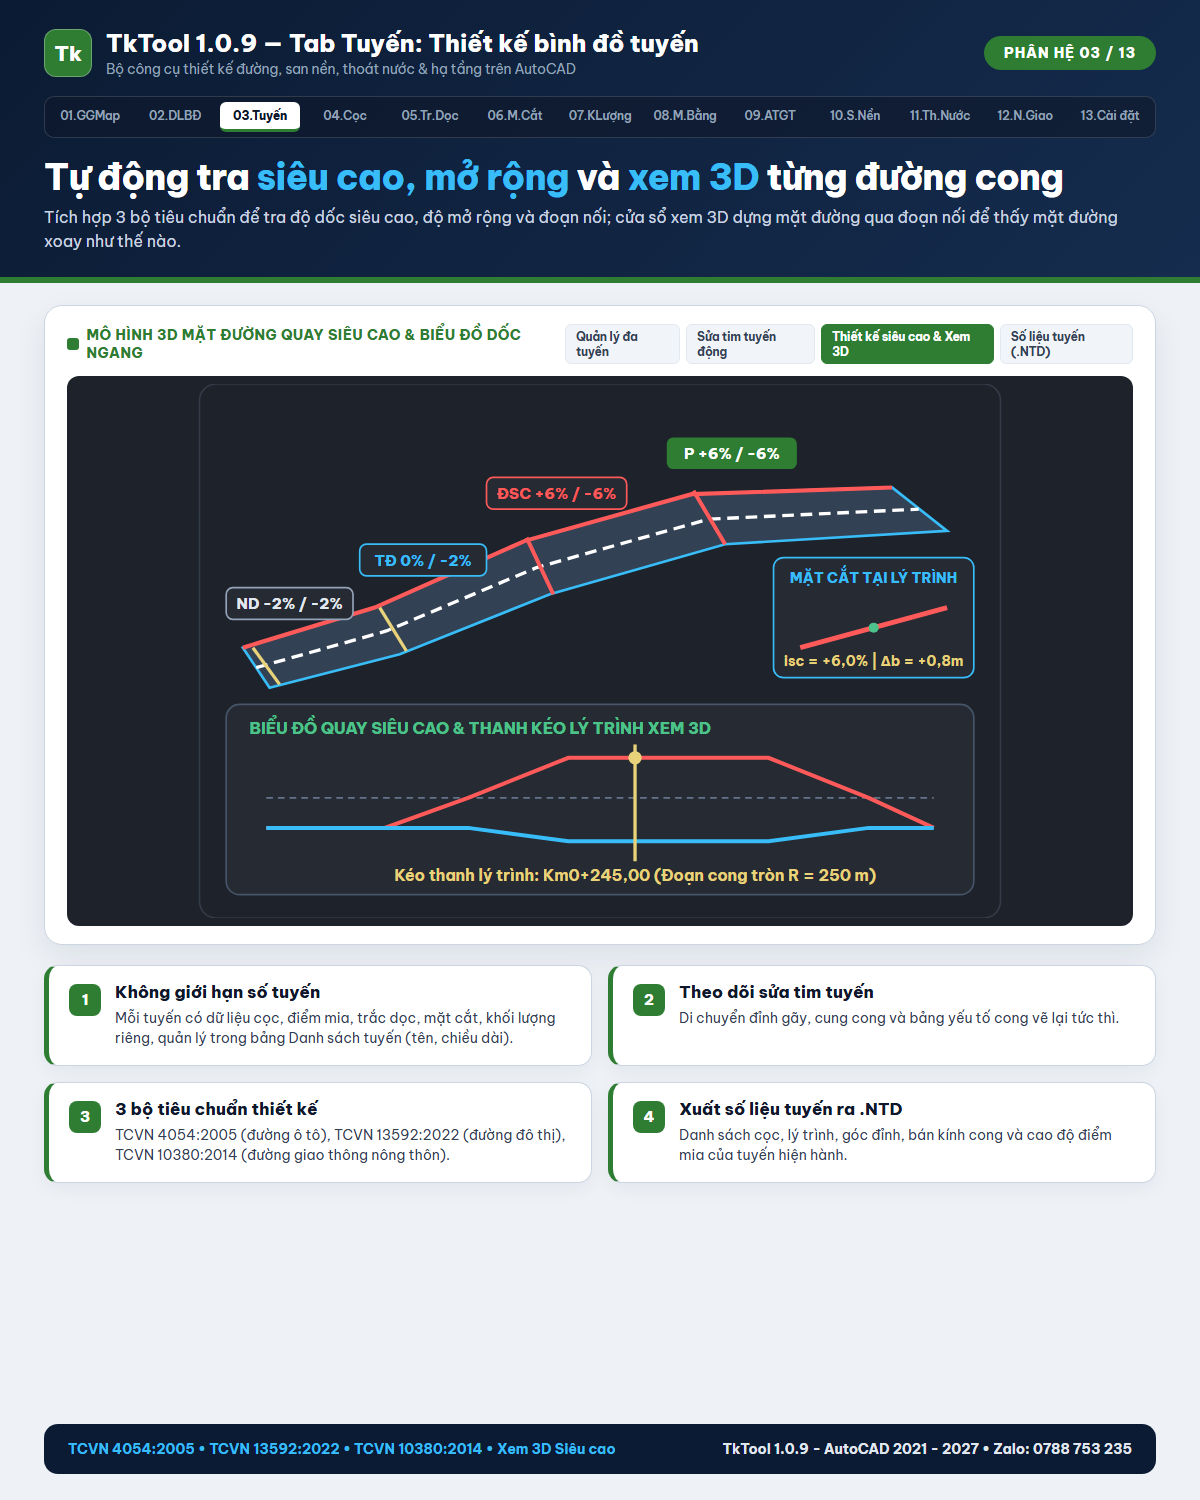 Tk
TkTool 1.0.9 – Tab Tuyến: Thiết kế bình đồ tuyến
Bộ công cụ thiết kế đường, san nền, thoát nước & hạ tầng trên AutoCAD
PHÂN HỆ 03 / 13
01.GGMap 02.DLBĐ 03.Tuyến 04.Cọc 05.Tr.Dọc 06.M.Cắt 07.KLượng 08.M.Bằng 09.ATGT 10.S.Nền 11.Th.Nước 12.N.Giao 13.Cài đặt
Tự động tra siêu cao, mở rộng và xem 3D từng đường cong
Tích hợp 3 bộ tiêu chuẩn để tra độ dốc siêu cao, độ mở rộng và đoạn nối; cửa sổ xem 3D dựng mặt đường qua đoạn nối để thấy mặt đường
xoay như thế nào.
MÔ HÌNH 3D MẶT ĐƯỜNG QUAY SIÊU CAO & BIỂU ĐỒ DỐC
NGANG
Quản lý đa
tuyến
Sửa tim tuyến
động
Thiết kế siêu cao & Xem
3D
Số liệu tuyến
(.NTD)
P +6% / -6%
ĐSC +6% / -6%
TĐ 0% / -2%
ND -2% / -2%
MẶT CẮT TẠI LÝ TRÌNH
Isc = +6,0% | Δb = +0,8m
BIỂU ĐỒ QUAY SIÊU CAO & THANH KÉO LÝ TRÌNH XEM 3D
Kéo thanh lý trình: Km0+245,00 (Đoạn cong tròn R = 250 m)
1
Không giới hạn số tuyến
Mỗi tuyến có dữ liệu cọc, điểm mia, trắc dọc, mặt cắt, khối lượng
riêng, quản lý trong bảng Danh sách tuyến (tên, chiều dài).
2
Theo dõi sửa tim tuyến
Di chuyển đỉnh gãy, cung cong và bảng yếu tố cong vẽ lại tức thì.
3
3 bộ tiêu chuẩn thiết kế
TCVN 4054:2005 (đường ô tô), TCVN 13592:2022 (đường đô thị),
TCVN 10380:2014 (đường giao thông nông thôn).
4
Xuất số liệu tuyến ra .NTD
Danh sách cọc, lý trình, góc đỉnh, bán kính cong và cao độ điểm
mia của tuyến hiện hành.
TCVN 4054:2005 • TCVN 13592:2022 • TCVN 10380:2014 • Xem 3D Siêu cao
TkTool 1.0.9 - AutoCAD 2021 - 2027 • Zalo: 0788 753 235